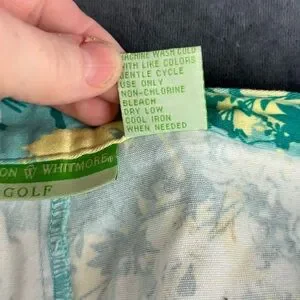 MACHINE WASH COLD
WITH LIKE COLORS
GENTLE CYCLE
USE ONLY
NON-CHLORINE
BLEACH
DRY LOW
COOL IRON
WHEN NEEDED
ON W WHITMORE®
GOLF